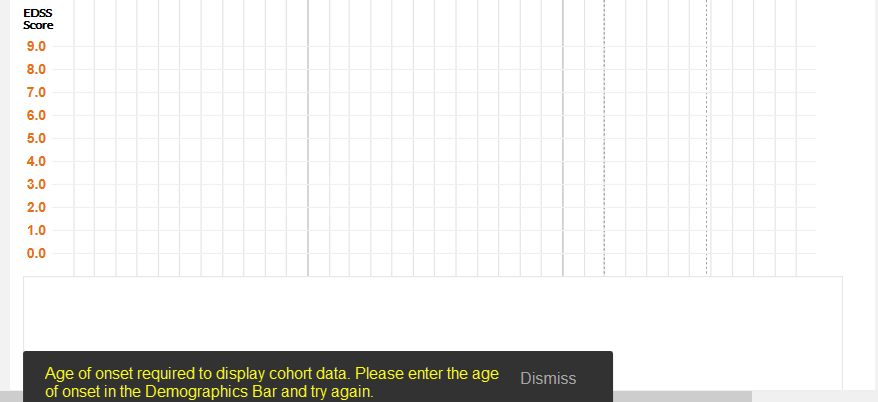 EDSS
Score
9.0
8.0
7.0
6.0
5.0
4.0
3.0
2.0
1.0
0.0
Age of onset required to display cohort data. Please enter the age
of onset in the Demographics Bar and try again.
Dismiss